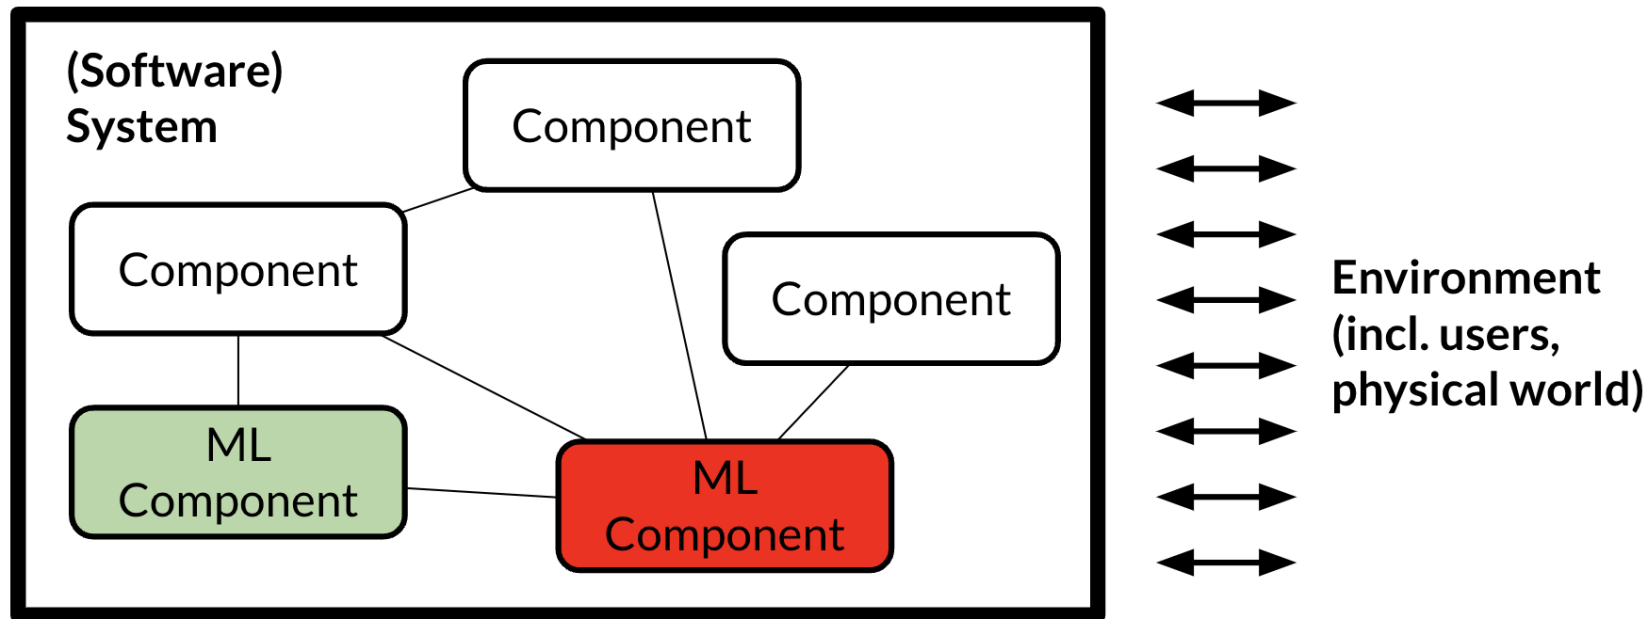 (Software)
System
Component
Component
Component
ML
Component
ML
Component
Environment
(incl. users,
physical world)